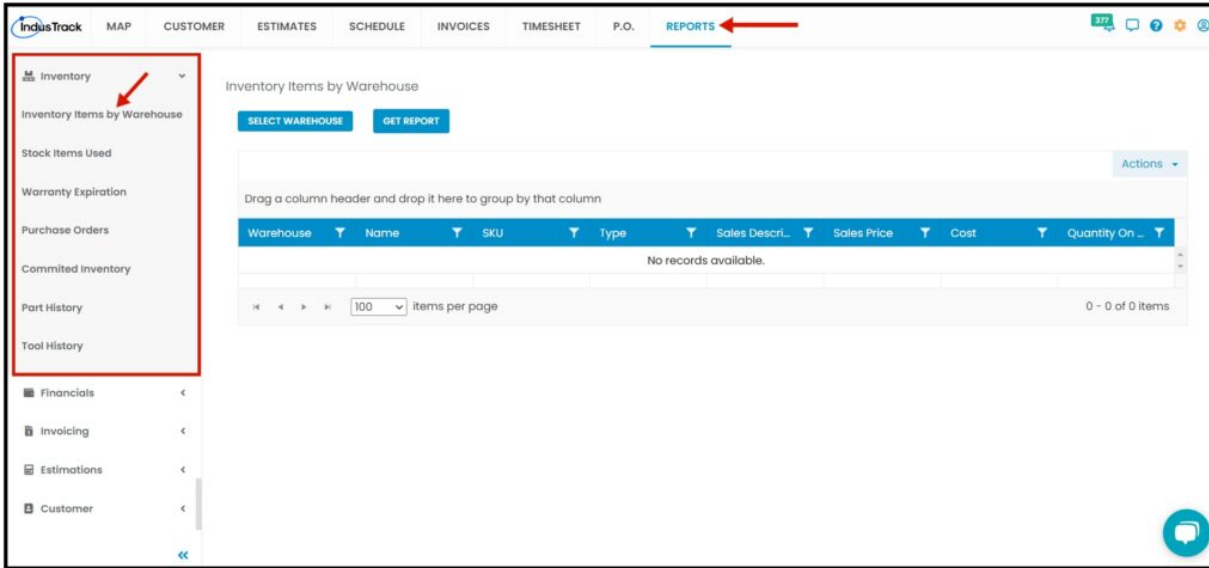 IndusTrack MAP CUSTOMER ESTIMATES SCHEDULE INVOICES TIMESHEET P.O. REPORTS 377
Inventory
Inventory Items by Warehouse
Stock Items Used
Warranty Expiration
Purchase Orders
Commited Inventory
Part History
Tool History
Financials
Invoicing
Estimations
Customer
Inventory Items by Warehouse
SELECT WAREHOUSE GET REPORT
Actions
Drag a column header and drop it here to group by that column
Warehouse Name SKU Type Sales Descri... Sales Price Cost Quantity On ...
No records available.
100 items per page 0 - 0 of 0 items